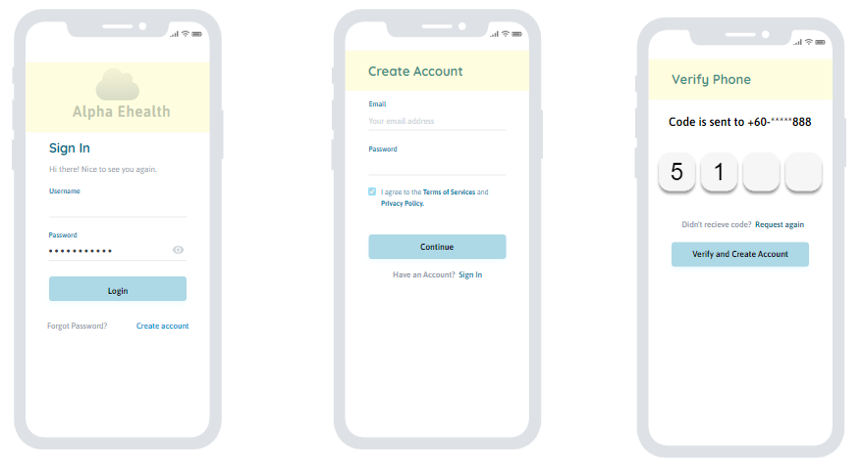 Alpha Ehealth
Sign In
Hi there! Nice to see you again.
Username
Password
•••••••••••
Login
Forgot Password? Create account
Create Account
Email
Your email address
Password
I agree to the Terms of Services and
Privacy Policy.
Continue
Have an Account? Sign In
Verify Phone
Code is sent to +60-*****888
5 1
Didn't recieve code? Request again
Verify and Create Account